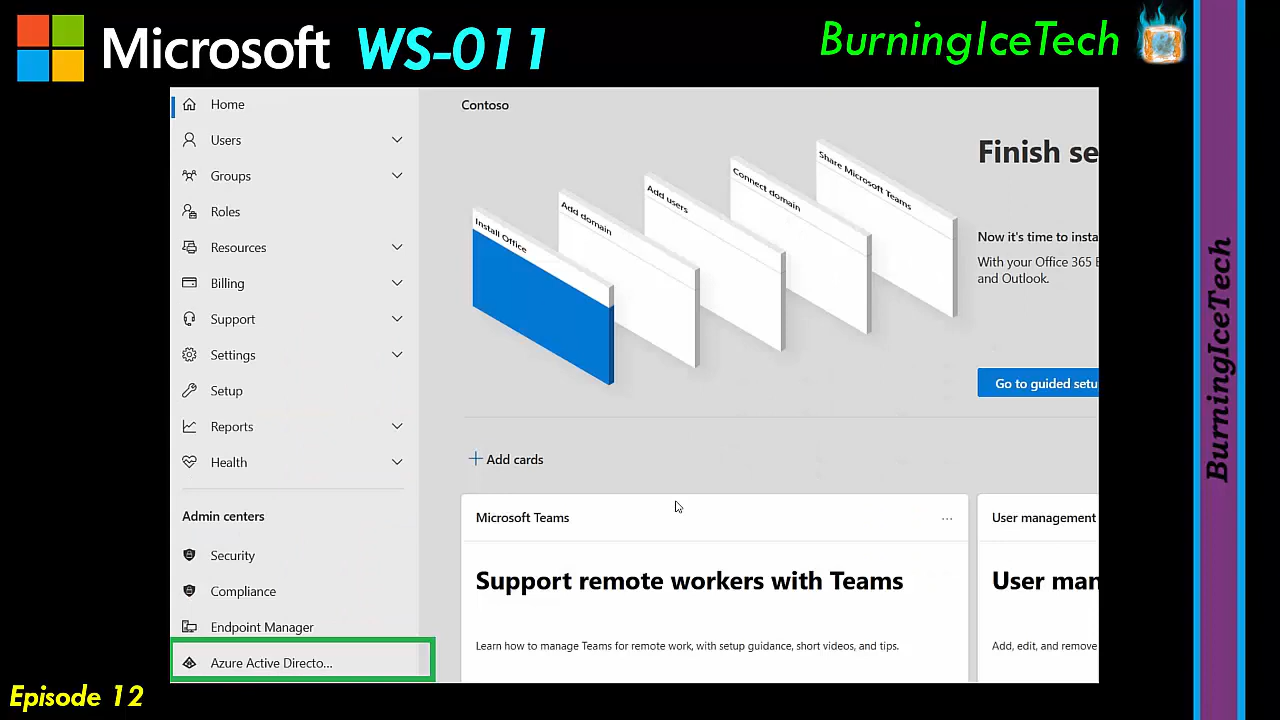 Microsoft WS-011
BurningIceTech
Home
Users
Groups
Roles
Resources
Billing
Support
Settings
Setup
Reports
Health
Admin centers
Security
Compliance
Endpoint Manager
Azure Active Directo...
Contoso
Install Office
Add domain
Add users
Connect domain
Share Microsoft Teams
Finish se
Now it's time to insta
With your Office 365 E
and Outlook.
Go to guided setu
Add cards
Microsoft Teams
Support remote workers with Teams
Learn how to manage Teams for remote work, with setup guidance, short videos, and tips.
User management
User man
Add, edit, and remove
BurningIceTech
Episode 12